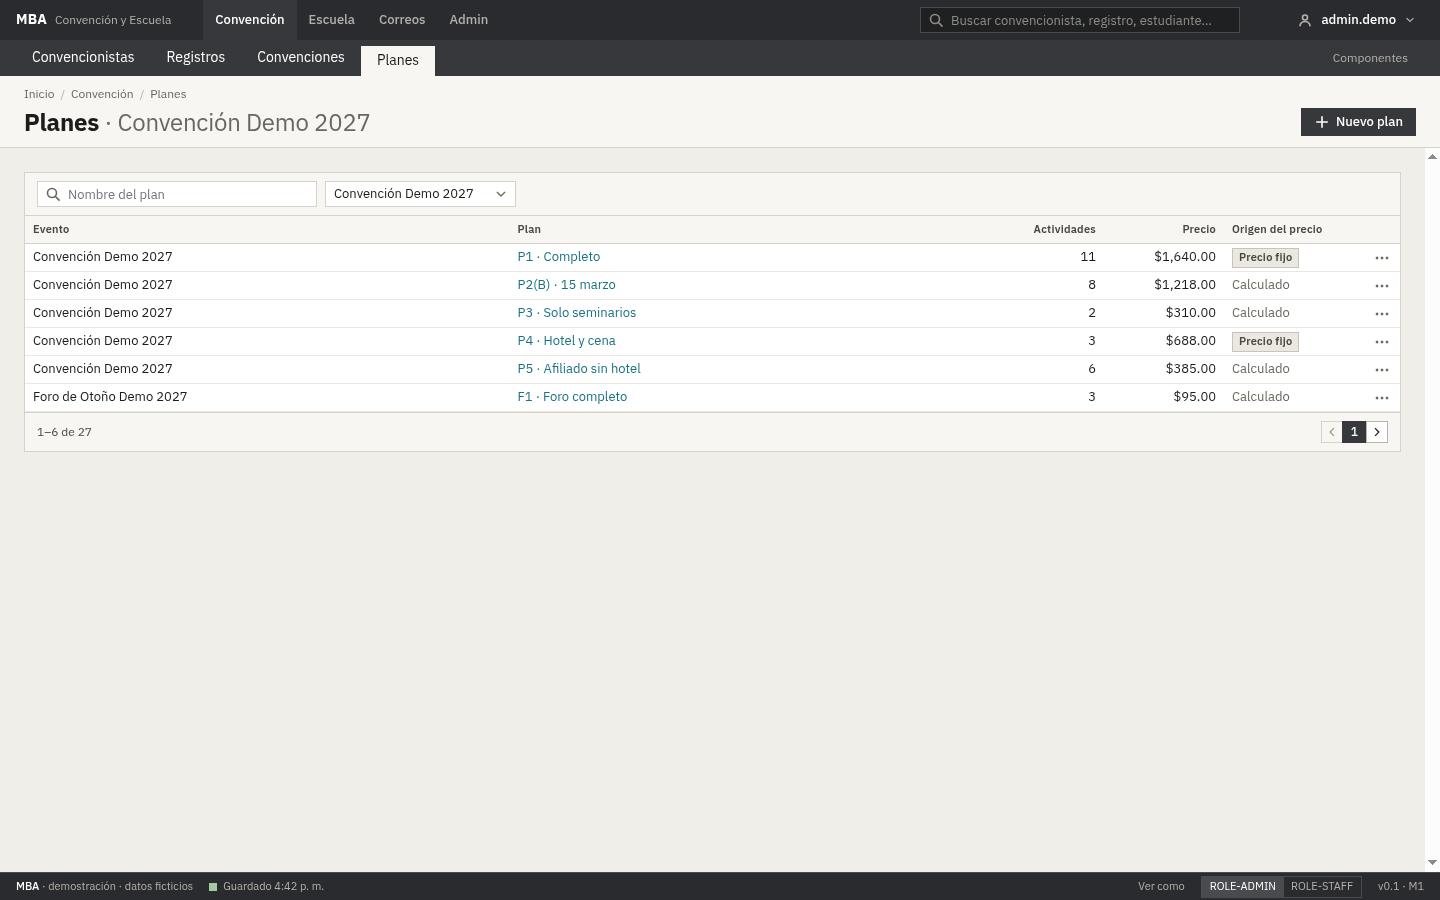 MBA Convención y Escuela Convención Escuela Correos Admin Buscar convencionista, registro, estudiante... admin.demo
Convencionistas Registros Convenciones Planes Componentes
Inicio / Convención / Planes
Planes · Convención Demo 2027 Nuevo plan
Nombre del plan Convención Demo 2027
Evento Plan Actividades Precio Origen del precio
Convención Demo 2027 P1 · Completo 11 $1,640.00 Precio fijo
Convención Demo 2027 P2(B) · 15 marzo 8 $1,218.00 Calculado
Convención Demo 2027 P3 · Solo seminarios 2 $310.00 Calculado
Convención Demo 2027 P4 · Hotel y cena 3 $688.00 Precio fijo
Convención Demo 2027 P5 · Afiliado sin hotel 6 $385.00 Calculado
Foro de Otoño Demo 2027 F1 · Foro completo 3 $95.00 Calculado
1–6 de 27 1
MBA · demostración · datos ficticios Guardado 4:42 p. m. Ver como ROLE-ADMIN ROLE-STAFF v0.1 · M1